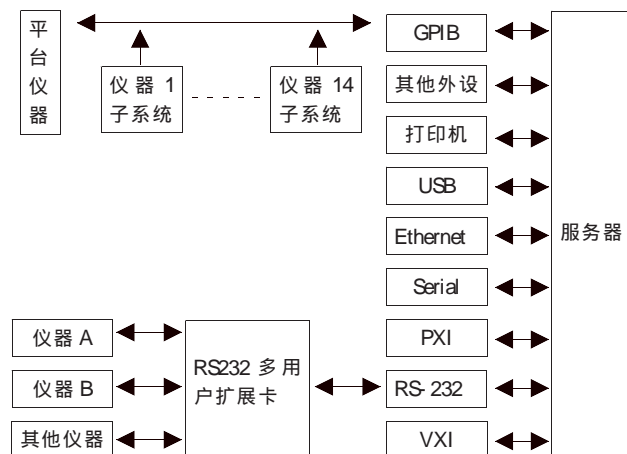 平
台
仪
器
仪器 1
子系统
仪器 14
子系统
GPIB
其他外设
打印机
USB
Ethernet
Serial
PXI
RS-232
VXI
服务器
仪器 A
仪器 B
其他仪器
RS232 多用
户扩展卡